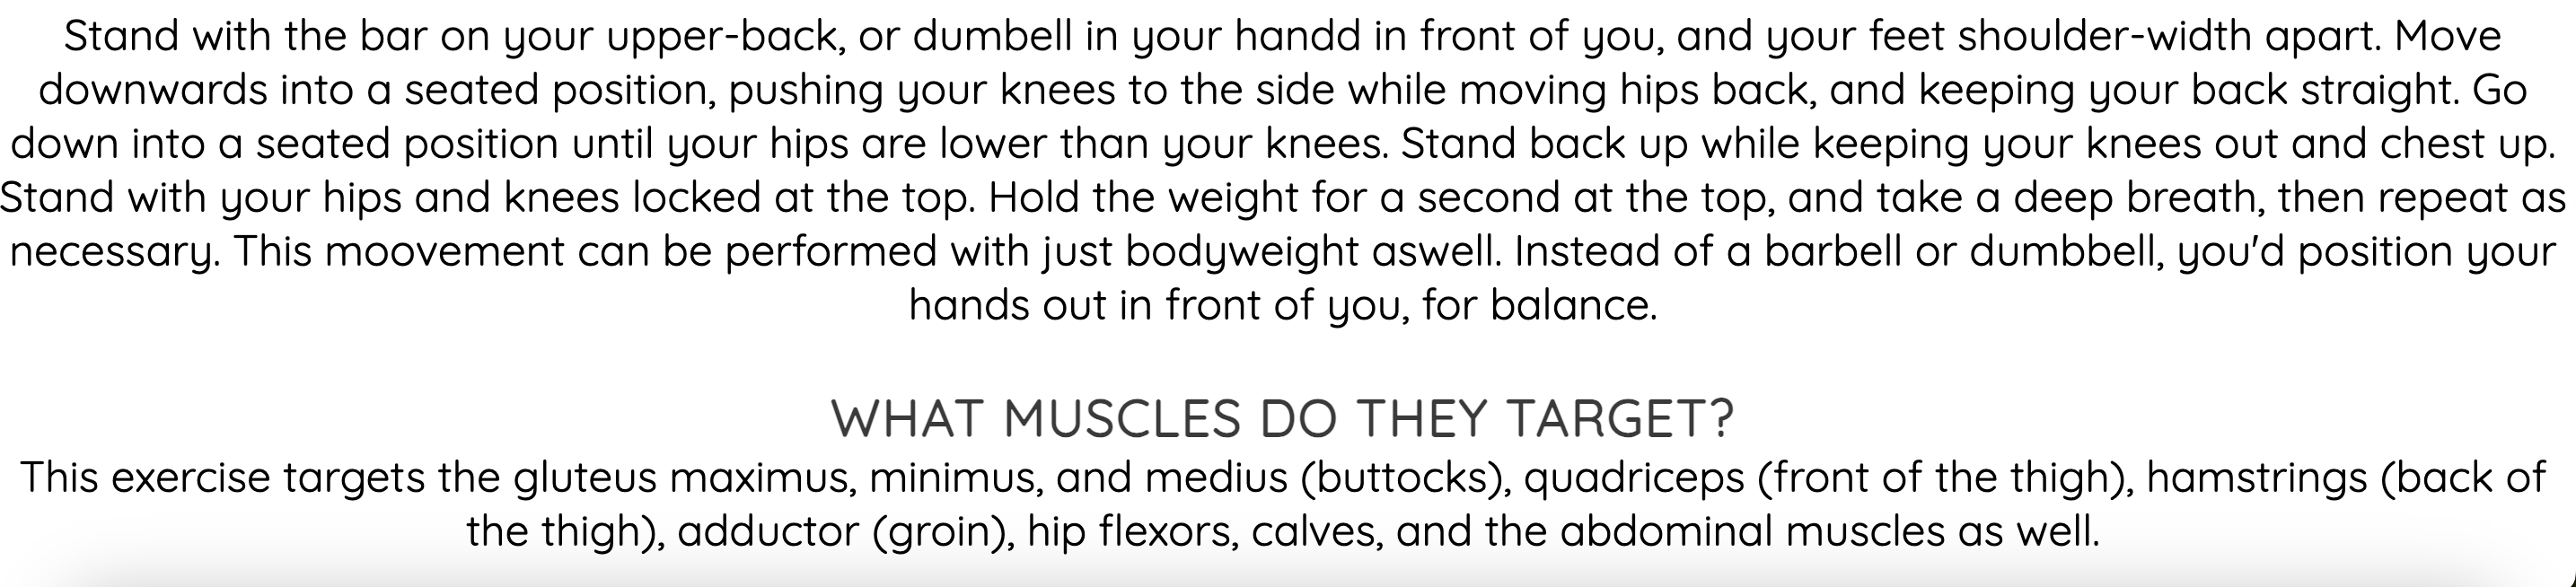 Stand with the bar on your upper-back, or dumbell in your handd in front of you, and your feet shoulder-width apart. Move
downwards into a seated position, pushing your knees to the side while moving hips back, and keeping your back straight. Go
down into a seated position until your hips are lower than your knees. Stand back up while keeping your knees out and chest up.
Stand with your hips and knees locked at the top. Hold the weight for a second at the top, and take a deep breath, then repeat as
necessary. This moovement can be performed with just bodyweight aswell. Instead of a barbell or dumbbell, you'd position your
hands out in front of you, for balance.
WHAT MUSCLES DO THEY TARGET?
This exercise targets the gluteus maximus, minimus, and medius (buttocks), quadriceps (front of the thigh), hamstrings (back of
the thigh), adductor (groin), hip flexors, calves, and the abdominal muscles as well.